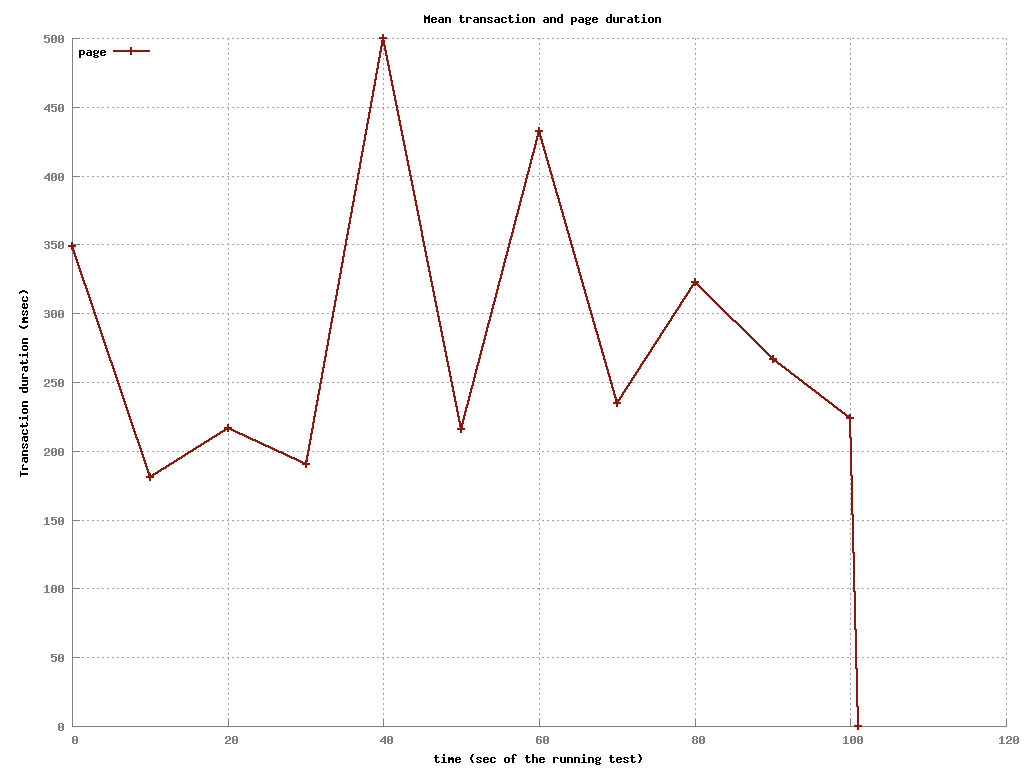 Mean transaction and page duration
page
500
450
400
350
300
250
200
150
100
50
0
Transaction duration (msec)
0 20 40 60 80 100 120
time (sec of the running test)